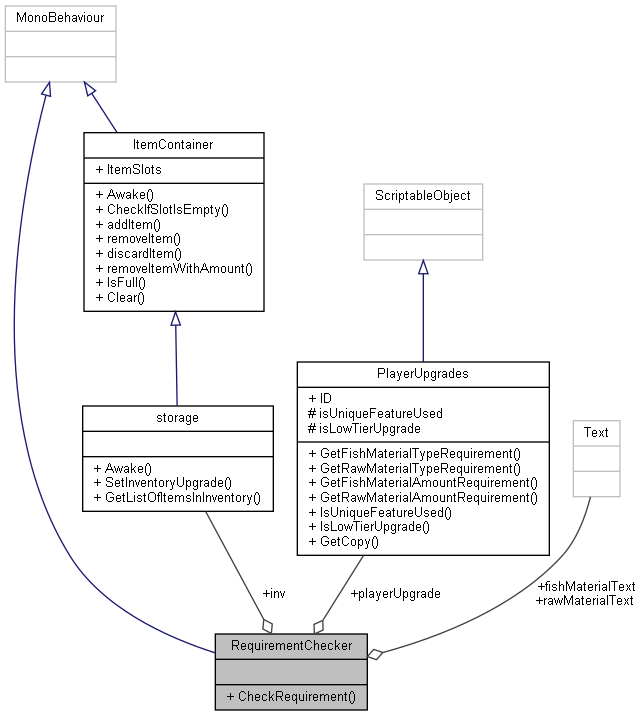 MonoBehaviour
ItemContainer
+ ItemSlots
+ Awake()
+ CheckIfSlotIsEmpty()
+ addItem()
+ removeItem()
+ discardItem()
+ removeItemWithAmount()
+ IsFull()
+ Clear()
ScriptableObject
PlayerUpgrades
+ ID
# isUniqueFeatureUsed
# isLowTierUpgrade
+ GetFishMaterialTypeRequirement()
+ GetRawMaterialTypeRequirement()
+ GetFishMaterialAmountRequirement()
+ GetRawMaterialAmountRequirement()
+ IsUniqueFeatureUsed()
+ IsLowTierUpgrade()
+ GetCopy()
storage
+ Awake()
+ SetInventoryUpgrade()
+ GetListOfItemsInInventory()
Text
+inv
+playerUpgrade
+fishMaterialText
+rawMaterialText
RequirementChecker
+ CheckRequirement()